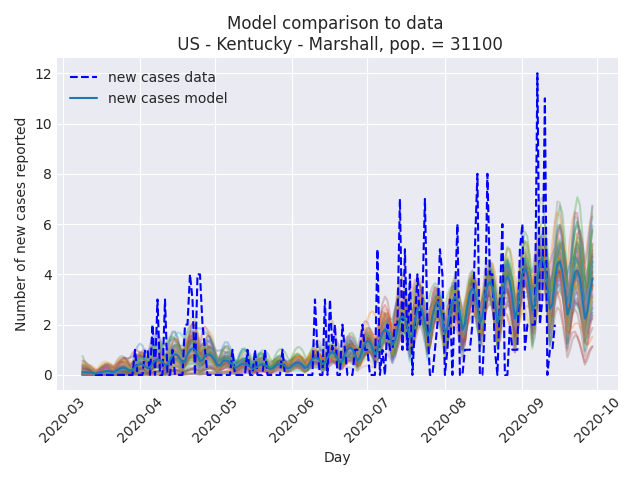 Model comparison to data
US - Kentucky - Marshall, pop. = 31100
new cases data
new cases model
Number of new cases reported
12
10
8
6
4
2
0
2020-03
2020-04
2020-05
2020-06
2020-07
2020-08
2020-09
2020-10
Day